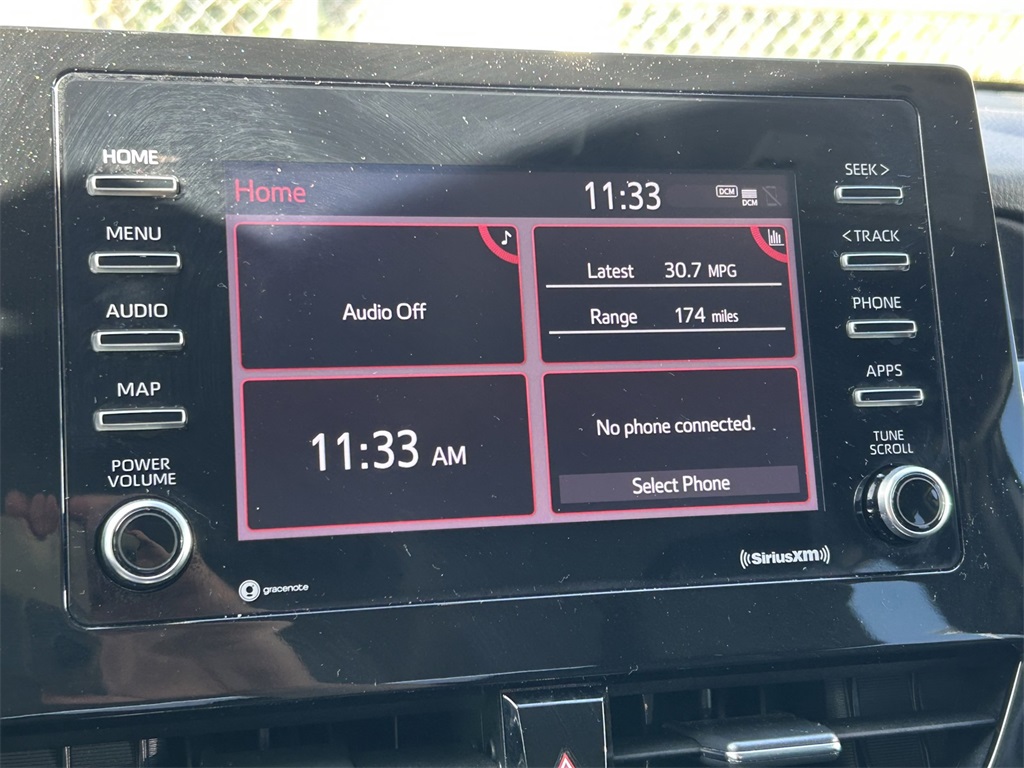 HOME
MENU
AUDIO
MAP
POWER
VOLUME
Home
11:33
DCM
DCM
Audio Off
Latest 30.7 MPG
Range 174 miles
11:33 AM
No phone connected.
Select Phone
SEEK >
< TRACK
PHONE
APPS
TUNE
SCROLL
gracenote
((SiriusXM))